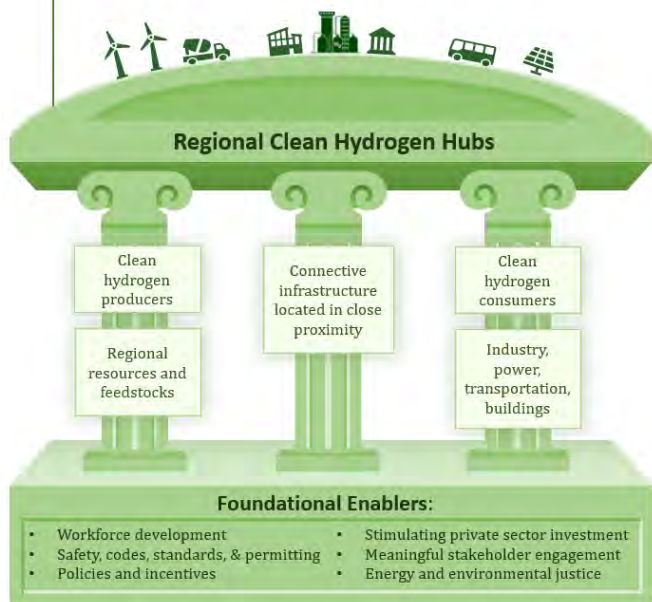 Regional Clean Hydrogen Hubs
Clean
hydrogen
producers
Regional
resources and
feedstocks
Connective
infrastructure
located in close
proximity
Clean
hydrogen
consumers
Industry,
power,
transportation,
buildings
Foundational Enablers:
• Workforce development
• Safety, codes, standards, & permitting
• Policies and incentives
• Stimulating private sector investment
• Meaningful stakeholder engagement
• Energy and environmental justice